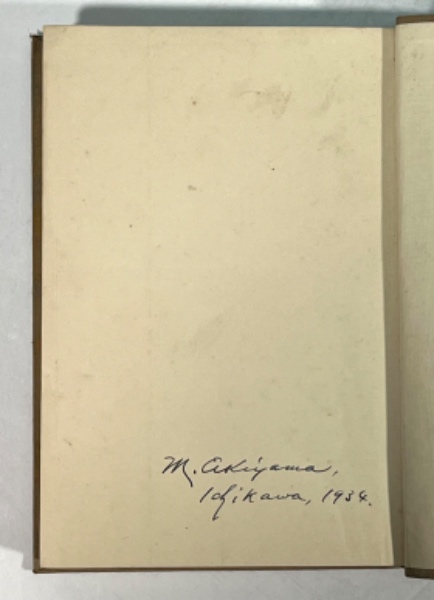 M. Akiyama,
Ichikawa, 1934.